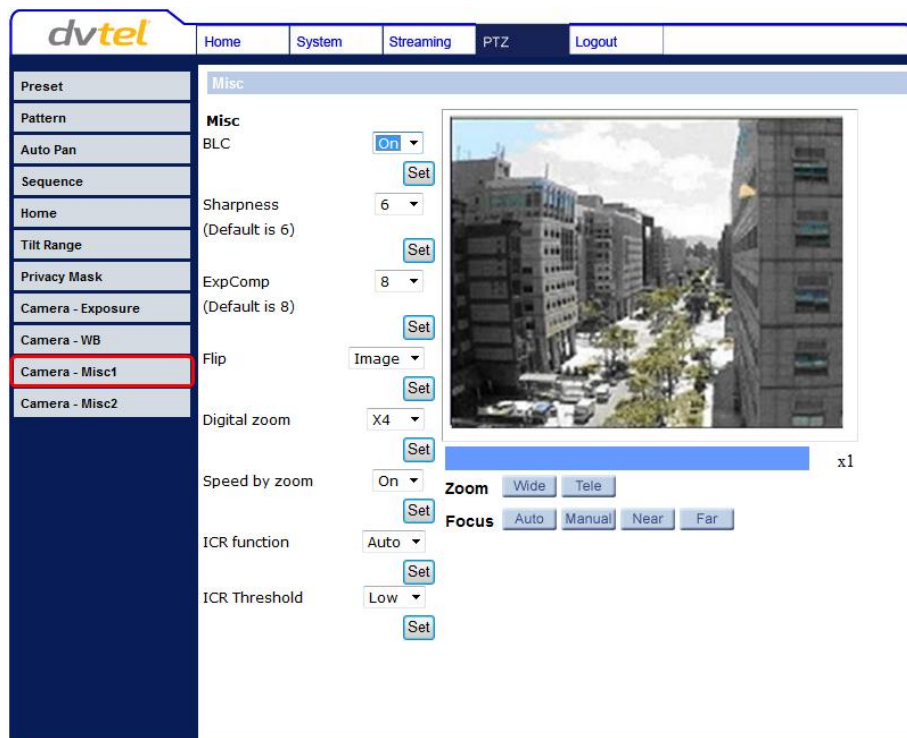 dvtel
Home
System
Streaming
PTZ
Logout
Preset
Pattern
Auto Pan
Sequence
Home
Tilt Range
Privacy Mask
Camera - Exposure
Camera - WB
Camera - Misc1
Camera - Misc2
Misc
Misc
BLC
On
Set
Sharpness
6
(Default is 6)
Set
ExpComp
8
(Default is 8)
Set
Flip
Image
Set
Digital zoom
X4
Set
Speed by zoom
On
Set
ICR function
Auto
Set
ICR Threshold
Low
Set
x1
Zoom
Wide
Tele
Focus
Auto
Manual
Near
Far